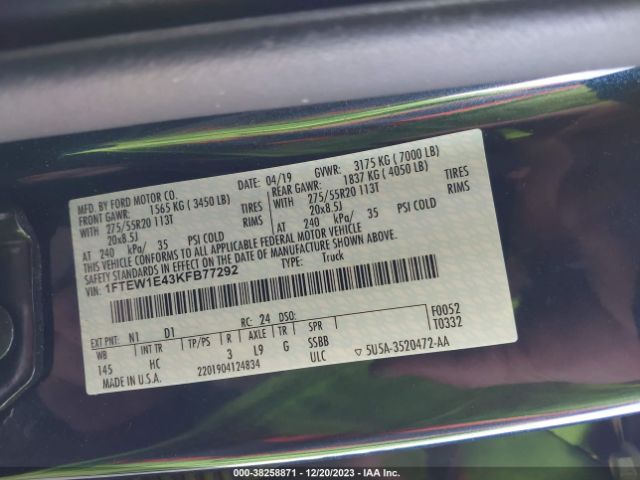 MFD. BY FORD MOTOR CO.
DATE: 04/19 GVWR: 3175 KG ( 7000 LB)
FRONT GAWR: 1565 KG ( 3450 LB) REAR GAWR: 1837 KG ( 4050 LB)
WITH 275/55R20 113T TIRES WITH 275/55R20 113T TIRES
20x8.5J RIMS 20x8.5J RIMS
AT 240 kPa/ 35 PSI COLD AT 240 kPa/ 35 PSI COLD
THIS VEHICLE CONFORMS TO ALL APPLICABLE FEDERAL MOTOR VEHICLE
SAFETY STANDARDS IN EFFECT ON THE DATE OF MANUFACTURE SHOWN ABOVE.
VIN: 1FTEW1E43KFB77292 TYPE: Truck
F0052
T0332
EXT PNT: N1 D1 RC: 24 DSO:
WB INT TR TP/PS R AXLE TR SPR
145 HC 3 L9 G SSBB
MADE IN U.S.A. 2201904124834 ULC ▽ 5U5A-3520472-AA
000-38258871 • 12/20/2023 • IAA Inc.